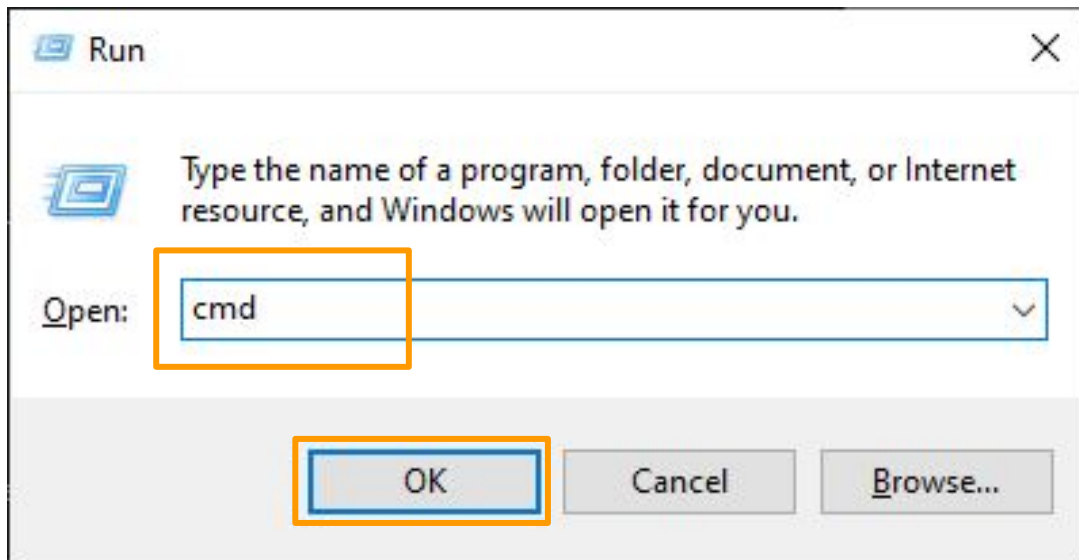 Run
Type the name of a program, folder, document, or Internet
resource, and Windows will open it for you.
Open: cmd
OK Cancel Browse...